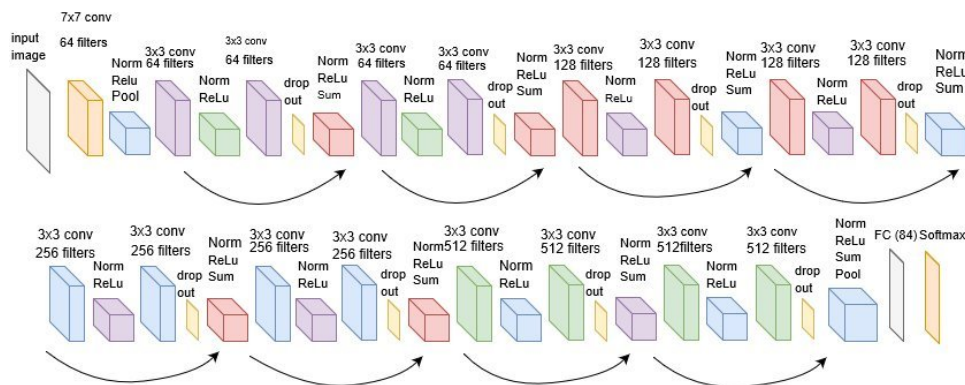 7x7 conv
64 filters
input
image
Norm
Relu
Pool
3x3 conv
64 filters
Norm
ReLu
3x3 conv
64 filters
drop
out
Norm
ReLu
Sum
3x3 conv
64 filters
Norm
ReLu
3x3 conv
64 filters
drop
out
Norm
ReLu
Sum
3x3 conv
128 filters
Norm
ReLu
3x3 conv
128 filters
drop
out
Norm
ReLu
Sum
3x3 conv
128 filters
Norm
ReLu
3x3 conv
128 filters
drop
out
Norm
ReLu
Sum
3x3 conv
256 filters
Norm
ReLu
3x3 conv
256 filters
drop
out
Norm
ReLu
Sum
3x3 conv
256 filters
Norm
ReLu
3x3 conv
256 filters
drop
out
Norm
ReLu
Sum
3x3 conv
512 filters
Norm
ReLu
3x3 conv
512 filters
drop
out
Norm
ReLu
Sum
3x3 conv
512filters
Norm
ReLu
3x3 conv
512 filters
drop
out
Norm
ReLu
Sum
Pool
FC (84)
Softmax